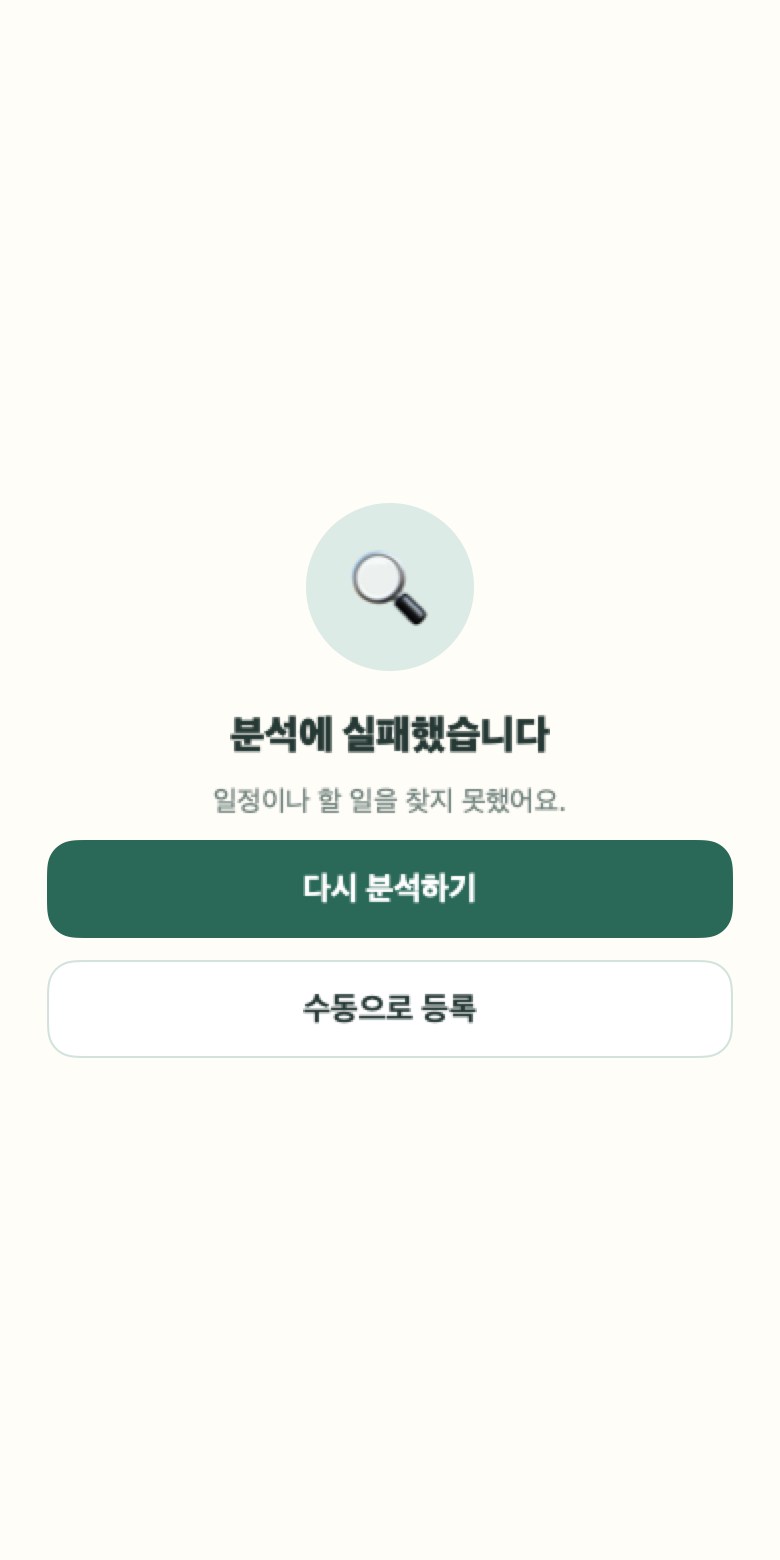 분석에 실패했습니다
일정이나 할 일을 찾지 못했어요.
다시 분석하기
수동으로 등록